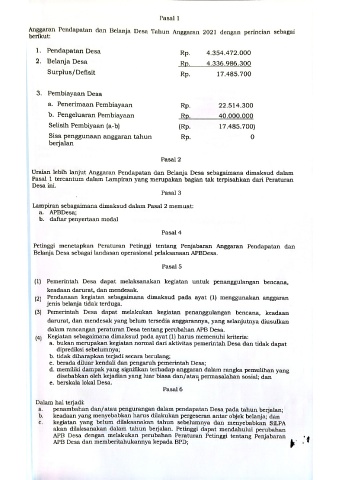 Pasal 1
Anggaran Pendapatan dan Belanja Desa Tahun Anggaran 2021 dengan perincian sebagai
berikut:
1. Pendapatan Desa Rp. 4.354.472.000
2. Belanja Desa Rp. 4.336.986.300
Surplus/Defisit Rp. 17.485.700
3. Pembiayaan Desa
a. Penerimaan Pembiayaan Rp. 22.514.300
b. Pengeluaran Pembiayaan Rp. 40.000.000
Selisih Pembiyaan (a-b) (Rp. 17.485.700)
Sisa penggunaan anggaran tahun Rp. 0
berjalan
Pasal 2
Uraian lebih lanjut Anggaran Pendapatan dan Belanja Desa sebagaimana dimaksud dalam
Pasal 1 tercantum dalam Lampiran yang merupakan bagian tak terpisahkan dari Peraturan
Desa ini.
Pasal 3
Lampiran sebagaimana dimaksud dalam Pasal 2 memuat:
a. APBDesa;
b. daftar penyertaan modal
Pasal 4
Petinggi menetapkan Peraturan Petinggi tentang Penjabaran Anggaran Pendapatan dan
Belanja Desa sebagai landasan operasional pelaksanaan APBDesa.
Pasal 5
(1) Pemerintah Desa dapat melaksanakan kegiatan untuk penanggulangan bencana,
keadaan darurat, dan mendesak.
(2) Pendanaan kegiatan sebagaimana dimaksud pada ayat (1) menggunakan anggaran
jenis belanja tidak terduga.
(3) Pemerintah Desa dapat melakukan kegiatan penanggulangan bencana, keadaan
darurat, dan mendesak yang belum tersedia anggarannya, yang selanjutnya diusulkan
dalam rancangan peraturan Desa tentang perubahan APB Desa.
(4) Kegiatan sebagaimana dimaksud pada ayat (1) harus memenuhi kriteria:
a. bukan merupakan kegiatan normal dari aktivitas pemerintah Desa dan tidak dapat
diprediksi sebelumnya;
b. tidak diharapkan terjadi secara berulang;
c. berada diluar kendali dan pengaruh pemerintah Desa;
d. memiliki dampak yang signifikan terhadap anggaran dalam rangka pemulihan yang
disebabkan oleh kejadian yang luar biasa dan/atau permasalahan sosial; dan
e. berskala lokal Desa.
Pasal 6
Dalam hal terjadi:
a. penambahan dan/atau pengurangan dalam pendapatan Desa pada tahun berjalan;
b. keadaan yang menyebabkan harus dilakukan pergeseran antar objek belanja; dan
c. kegiatan yang belum dilaksanakan tahun sebelumnya dan menyebabkan SiLPA
akan dilaksanakan dalam tahun berjalan. Petinggi dapat mendahului perubahan
APB Desa dengan melakukan perubahan Peraturan Petinggi tentang Penjabaran
APB Desa dan memberitahukannya kepada BPD;